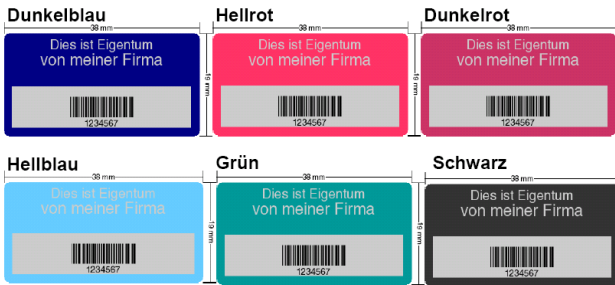 Dunkelblau
38 mm
Dies ist Eigentum
von meiner Firma
1234567
19 mm
Hellrot
38 mm
Dies ist Eigentum
von meiner Firma
1234567
19 mm
Dunkelrot
38 mm
Dies ist Eigentum
von meiner Firma
1234567
Hellblau
38 mm
Dies ist Eigentum
von meiner Firma
1234567
19 mm
Grün
38 mm
Dies ist Eigentum
von meiner Firma
1234567
19 mm
Schwarz
38 mm
Dies ist Eigentum
von meiner Firma
1234567